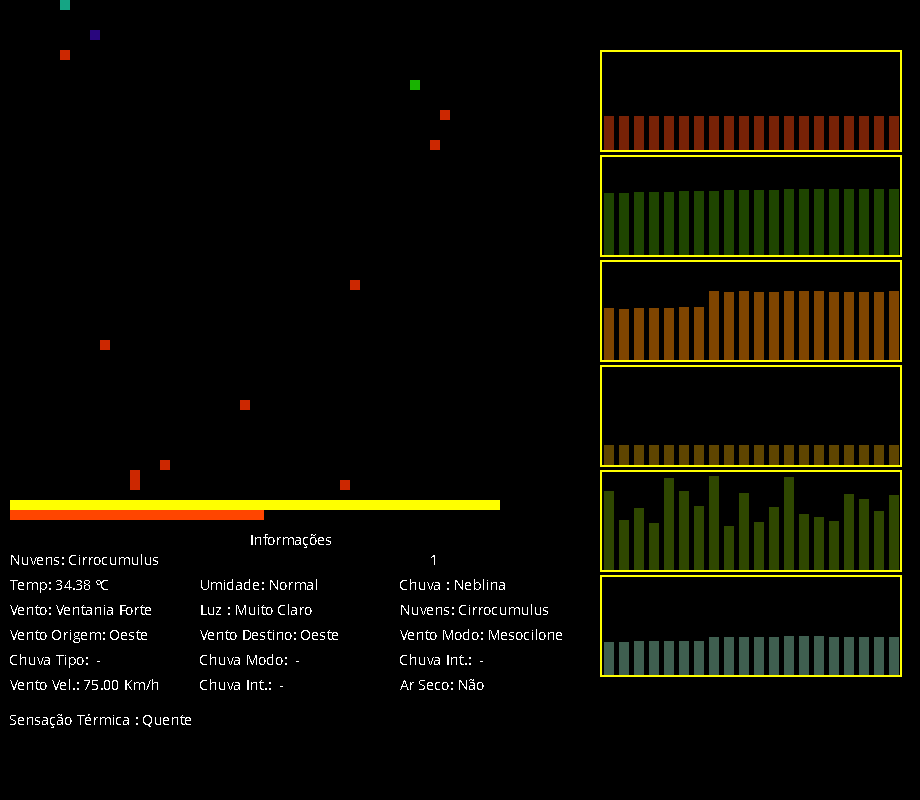 Informações
Nuvens: Cirrocumulus 1
Temp: 34.38 ºC Umidade: Normal Chuva : Neblina
Vento: Ventania Forte Luz : Muito Claro Nuvens: Cirrocumulus
Vento Origem: Oeste Vento Destino: Oeste Vento Modo: Mesocilone
Chuva Tipo: - Chuva Modo: - Chuva Int.: -
Vento Vel.: 75.00 Km/h Chuva Int.: - Ar Seco: Não
Sensação Térmica : Quente